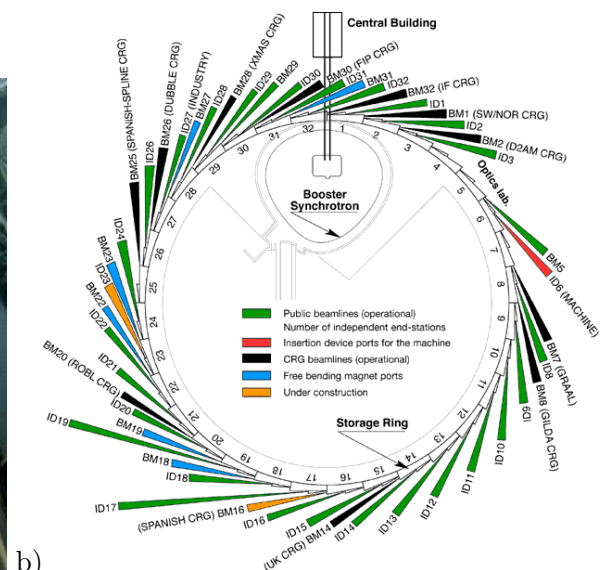 Central Building
BM25 (SPANISH-SPLINE CRG)
ID26
BM26 (DUBBLE CRG)
ID27 (INDUSTRY)
BM27
ID28
BM28 (XMAS CRG)
ID29
BM29
ID30
BM30 (FIP CRG)
ID31
BM31
ID32
BM32 (IF CRG)
ID1
BM1 (SW/NOR CRG)
ID2
BM2 (D2AM CRG)
ID3
Optics lab.
BM5
ID6 (MACHINE)
BM7 (GRAAL)
ID8
BM8 (GILDA CRG)
ID9
ID10
ID11
ID12
ID13
ID14
(UK CRG) BM14
ID15
ID16
(SPANISH CRG) BM16
ID17
ID18
BM18
BM19
ID19
ID20
BM20 (ROBL CRG)
ID21
ID22
BM22
ID23
BM23
ID24
1
2
3
4
5
6
7
8
9
10
11
12
13
14
15
16
17
18
19
20
21
22
23
24
25
26
27
28
29
30
31
32
Booster
Synchrotron
Public beamlines (operational)
Number of independent end-stations
Insertion device ports for the machine
CRG beamlines (operational)
Free bending magnet ports
Under construction
Storage Ring
b)